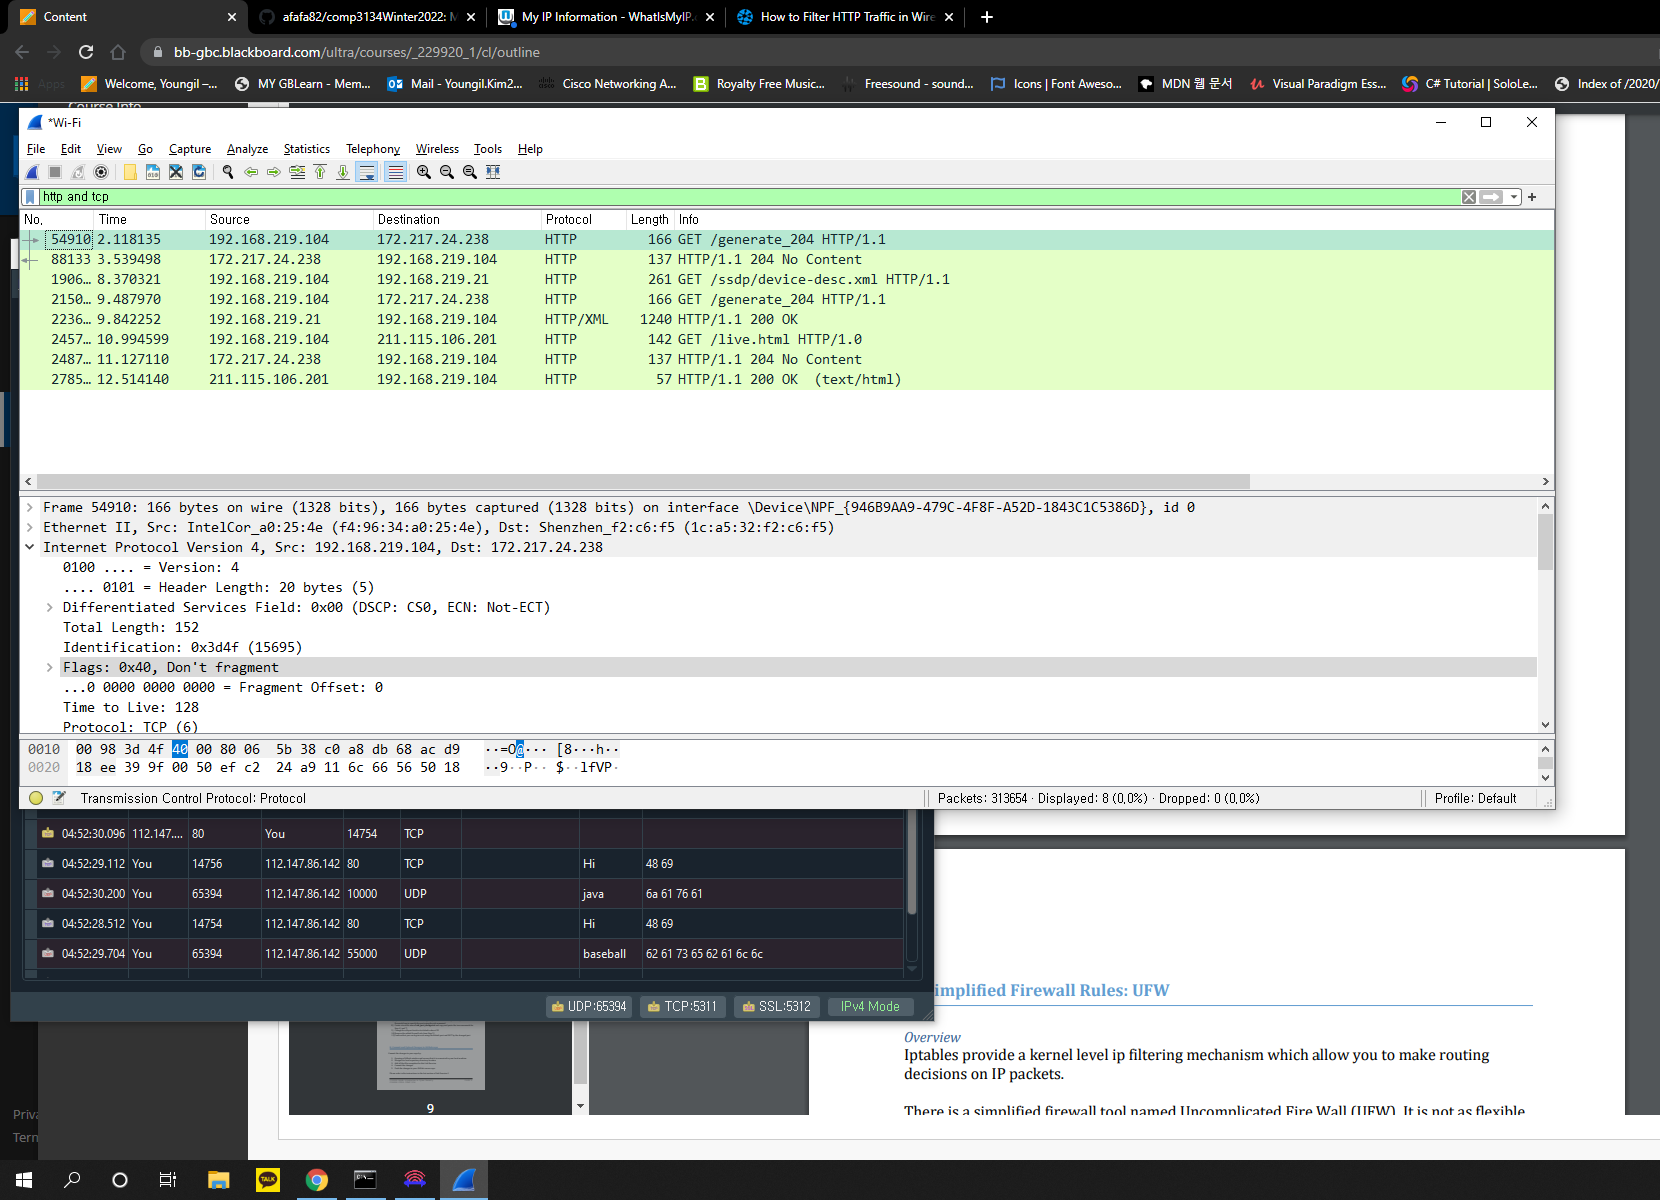 Content
afafa82/comp3134Winter2022: M
My IP Information - WhatIsMyIP.
How to Filter HTTP Traffic in Wire
bb-gbc.blackboard.com/ultra/courses/_229920_1/cl/outline
Apps
Welcome, Youngil –...
MY GBLearn - Mem...
Mail - Youngil.Kim2...
Cisco Networking A...
Royalty Free Music...
Freesound - soun...
Icons | Font Aweso...
MDN 웹 문서
Visual Paradigm Ess...
C# Tutorial | SoloLe...
Index of /2020/
Course Info
*Wi-Fi
File Edit View Go Capture Analyze Statistics Telephony Wireless Tools Help
http and tcp
No. Time Source Destination Protocol Length Info
54910 2.118135 192.168.219.104 172.217.24.238 HTTP 166 GET /generate_204 HTTP/1.1
88133 3.539498 172.217.24.238 192.168.219.104 HTTP 137 HTTP/1.1 204 No Content
1906… 8.370321 192.168.219.104 192.168.219.21 HTTP 261 GET /ssdp/device-desc.xml HTTP/1.1
2150… 9.487970 192.168.219.104 172.217.24.238 HTTP 166 GET /generate_204 HTTP/1.1
2236… 9.842252 192.168.219.21 192.168.219.104 HTTP/XML 1240 HTTP/1.1 200 OK
2457… 10.994599 192.168.219.104 211.115.106.201 HTTP 142 GET /live.html HTTP/1.0
2487… 11.127110 172.217.24.238 192.168.219.104 HTTP 137 HTTP/1.1 204 No Content
2785… 12.514140 211.115.106.201 192.168.219.104 HTTP 57 HTTP/1.1 200 OK (text/html)
Frame 54910: 166 bytes on wire (1328 bits), 166 bytes captured (1328 bits) on interface \Device\NPF_{946B9AA9-479C-4F8F-A52D-1843C1C5386D}, id 0
Ethernet II, Src: IntelCor_a0:25:4e (f4:96:34:a0:25:4e), Dst: Shenzhen_f2:c6:f5 (1c:a5:32:f2:c6:f5)
Internet Protocol Version 4, Src: 192.168.219.104, Dst: 172.217.24.238
0100 .... = Version: 4
.... 0101 = Header Length: 20 bytes (5)
Differentiated Services Field: 0x00 (DSCP: CS0, ECN: Not-ECT)
Total Length: 152
Identification: 0x3d4f (15695)
Flags: 0x40, Don't fragment
...0 0000 0000 0000 = Fragment Offset: 0
Time to Live: 128
Protocol: TCP (6)
0010 00 98 3d 4f 40 00 80 06 5b 38 c0 a8 db 68 ac d9 ··=O@··· [8···h··
0020 18 ee 39 9f 00 50 ef c2 24 a9 11 6c 66 56 50 18 ··9··P·· $··lfVP·
Transmission Control Protocol: Protocol
Packets: 313654 · Displayed: 8 (0,0%) · Dropped: 0 (0,0%)
Profile: Default
04:52:30.096 112.147.... 80 You 14754 TCP
04:52:29.112 You 14756 112.147.86.142 80 TCP Hi 48 69
04:52:30.200 You 65394 112.147.86.142 10000 UDP java 6a 61 76 61
04:52:28.512 You 14754 112.147.86.142 80 TCP Hi 48 69
04:52:29.704 You 65394 112.147.86.142 55000 UDP baseball 62 61 73 65 62 61 6c 6c
UDP:65394 TCP:5311 SSL:5312 IPv4 Mode
implified Firewall Rules: UFW
Overview
Iptables provide a kernel level ip filtering mechanism which allow you to make routing
decisions on IP packets.
There is a simplified firewall tool named Uncomplicated Fire Wall (UFW). It is not as flexible
9
Priva
Term
TALK